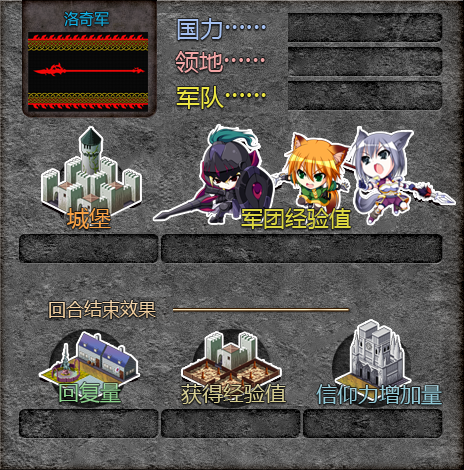 洛奇军
国力……
领地……
军队……
城堡
军团经验值
回合结束效果
回复量
获得经验值
信仰力增加量